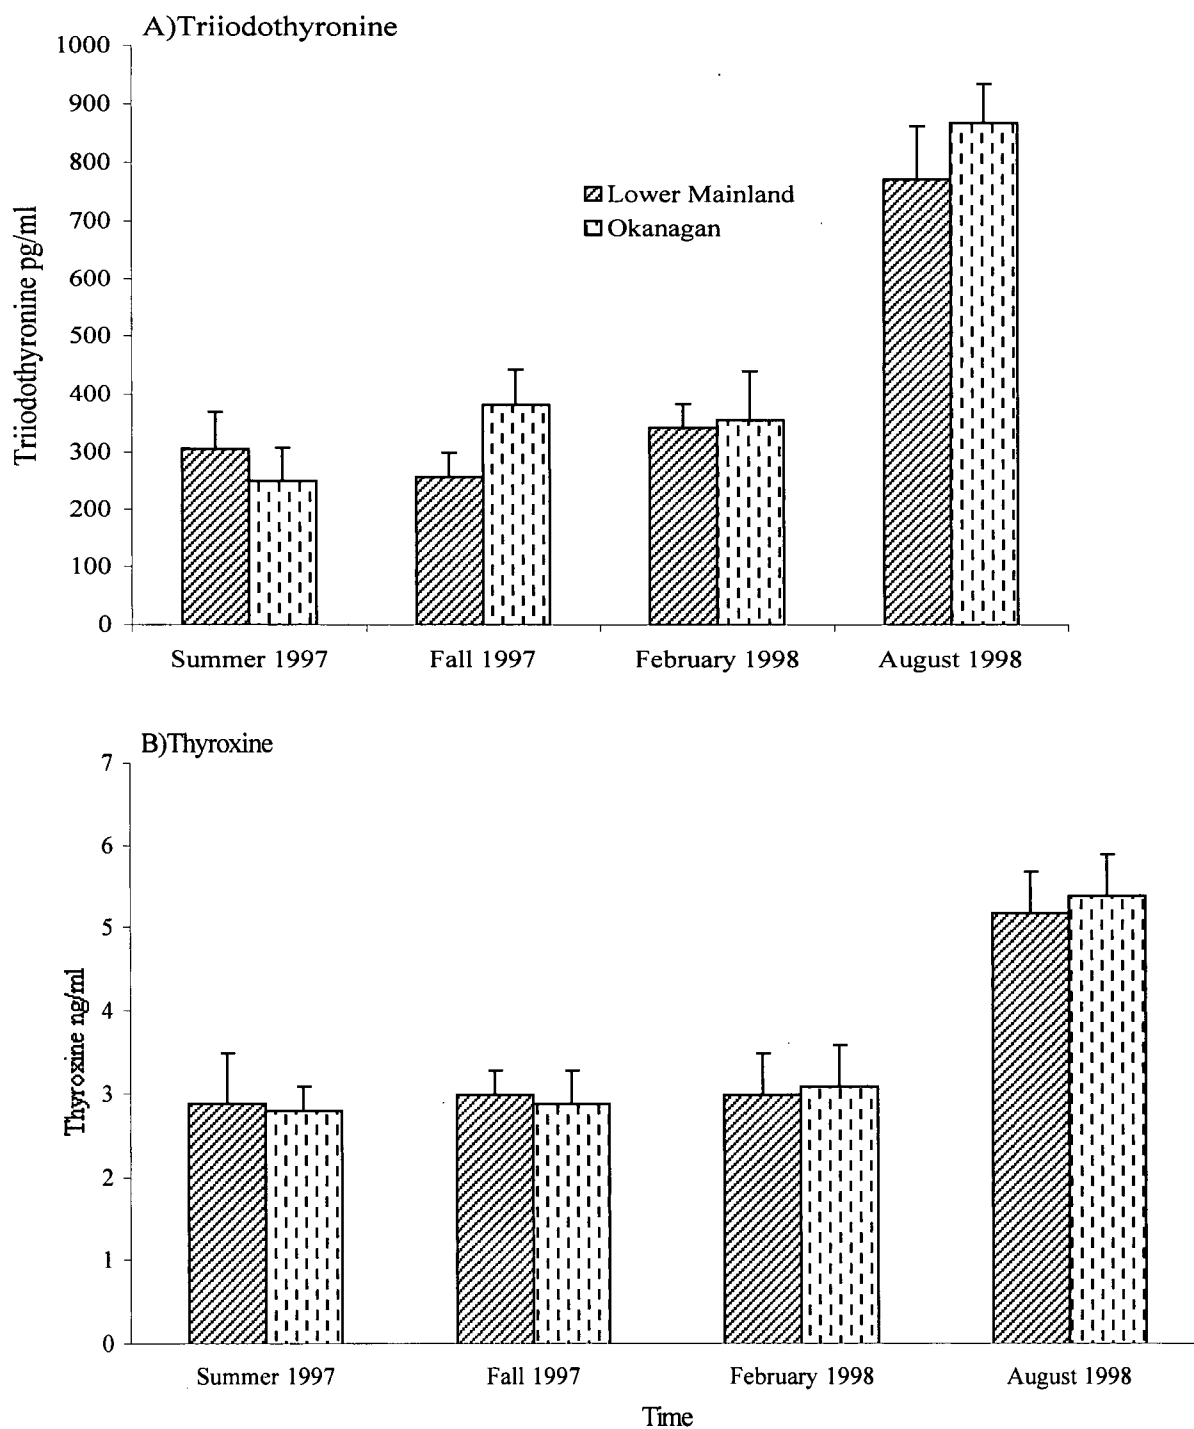 A)Triiodothyronine
1000
900
800
700
600
500
400
300
200
100
0
Triiodothyronine pg/ml
Lower Mainland
Okanagan
Summer 1997 Fall 1997 February 1998 August 1998
B)Thyroxine
7
6
5
4
3
2
1
0
Thyroxine ng/ml
Summer 1997 Fall 1997 February 1998 August 1998
Time